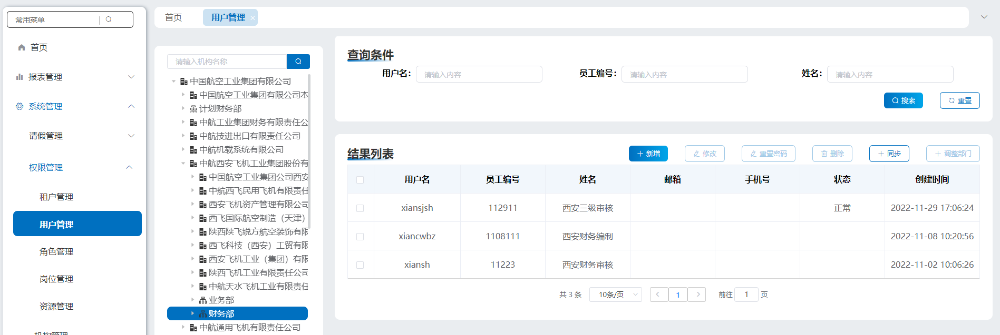 常用菜单
首页
报表管理
系统管理
请假管理
权限管理
租户管理
用户管理
角色管理
岗位管理
资源管理
机构管理
首页
用户管理
请输入机构名称
中国航空工业集团有限公司
中国航空工业集团有限公司本
计划财务部
中航工业集团财务有限责任公
中航技进出口有限责任公司
中航机载系统有限公司
中航西安飞机工业集团股份有
中国航空工业集团公司西安
中航西飞民用飞机有限责任
西安飞机资产管理有限公司
西飞国际航空制造（天津）
陕西陕飞锐方航空装饰有限
西飞科技（西安）工贸有限
西安飞机工业（集团）有限
陕西飞机工业有限责任公司
中航天水飞机工业有限责任
业务部
财务部
中航通用飞机有限责任公司
查询条件
用户名: 请输入内容 员工编号: 请输入内容 姓名: 请输入内容
搜索 重置
结果列表
新增 修改 重置密码 删除 同步 调整部门
用户名 员工编号 姓名 邮箱 手机号 状态 创建时间
xiansjsh 112911 西安三级审核 正常 2022-11-29 17:06:24
xiancwbz 1108111 西安财务编制 2022-11-08 10:20:56
xiansh 11223 西安财务审核 2022-11-02 10:06:26
共 3 条 10条/页 1 前往 1 页